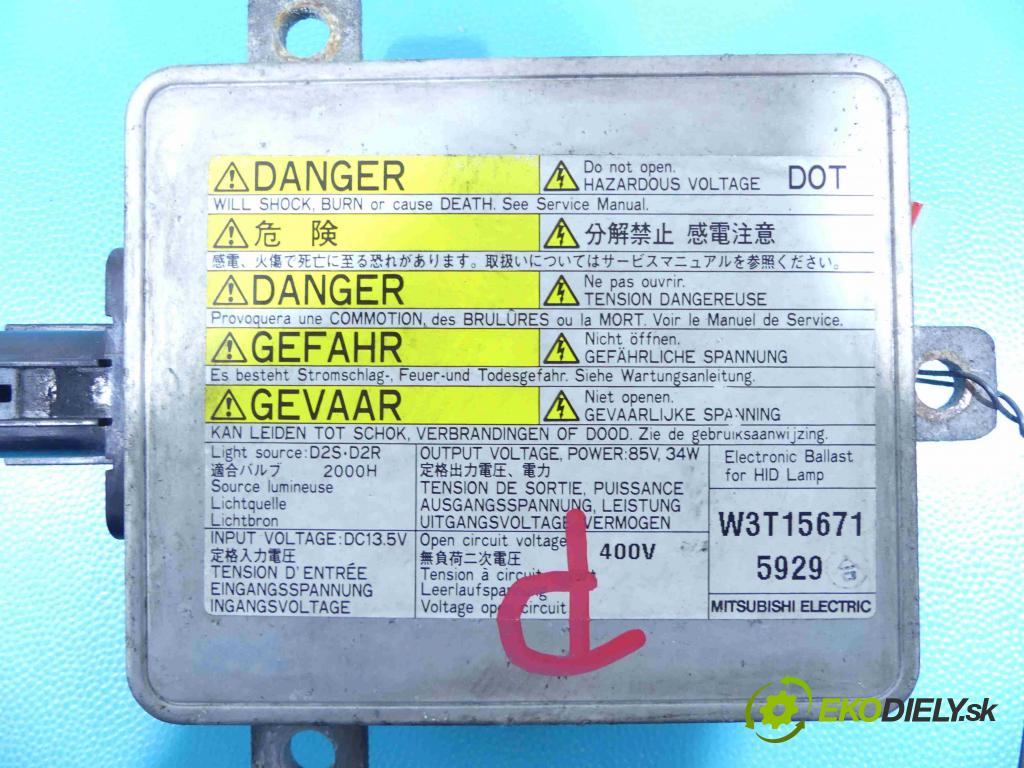 DANGER
Do not open.
HAZARDOUS VOLTAGE DOT
WILL SHOCK, BURN or cause DEATH. See Service Manual.
危 険
分解禁止 感電注意
感電、火傷で死亡に至る恐れがあります。取扱いについてはサービスマニュアルを参照ください。
DANGER
Ne pas ouvrir.
TENSION DANGEREUSE
Provoquera une COMMOTION, des BRULÛRES ou la MORT. Voir le Manuel de Service.
GEFAHR
Nicht öffnen.
GEFÄHRLICHE SPANNUNG
Es besteht Stromschlag-, Feuer-und Todesgefahr. Siehe Wartungsanleitung.
GEVAAR
Niet openen.
GEVAARLIJKE SPANNING
KAN LEIDEN TOT SCHOK, VERBRANDINGEN OF DOOD. Zie de gebruiksaanwijzing.
Light source:D2S・D2R
適合バルブ 2000H
Source lumineuse
Lichtquelle
Lichtbron
OUTPUT VOLTAGE, POWER:85V, 34W
定格出力電圧、電力
TENSION DE SORTIE, PUISSANCE
AUSGANGSSPANNUNG, LEISTUNG
UITGANGSVOLTAGE, VERMOGEN
Electronic Ballast
for HID Lamp
INPUT VOLTAGE:DC13.5V
定格入力電圧
TENSION D'ENTRÉE
EINGANGSSPANNUNG
INGANGSVOLTAGE
Open circuit voltage
無負荷二次電圧 400V
Tension à circuit
Leerlaufspannung
Voltage open circuit
W3T15671
5929 台
MITSUBISHI ELECTRIC
d
EKODIELY.sk